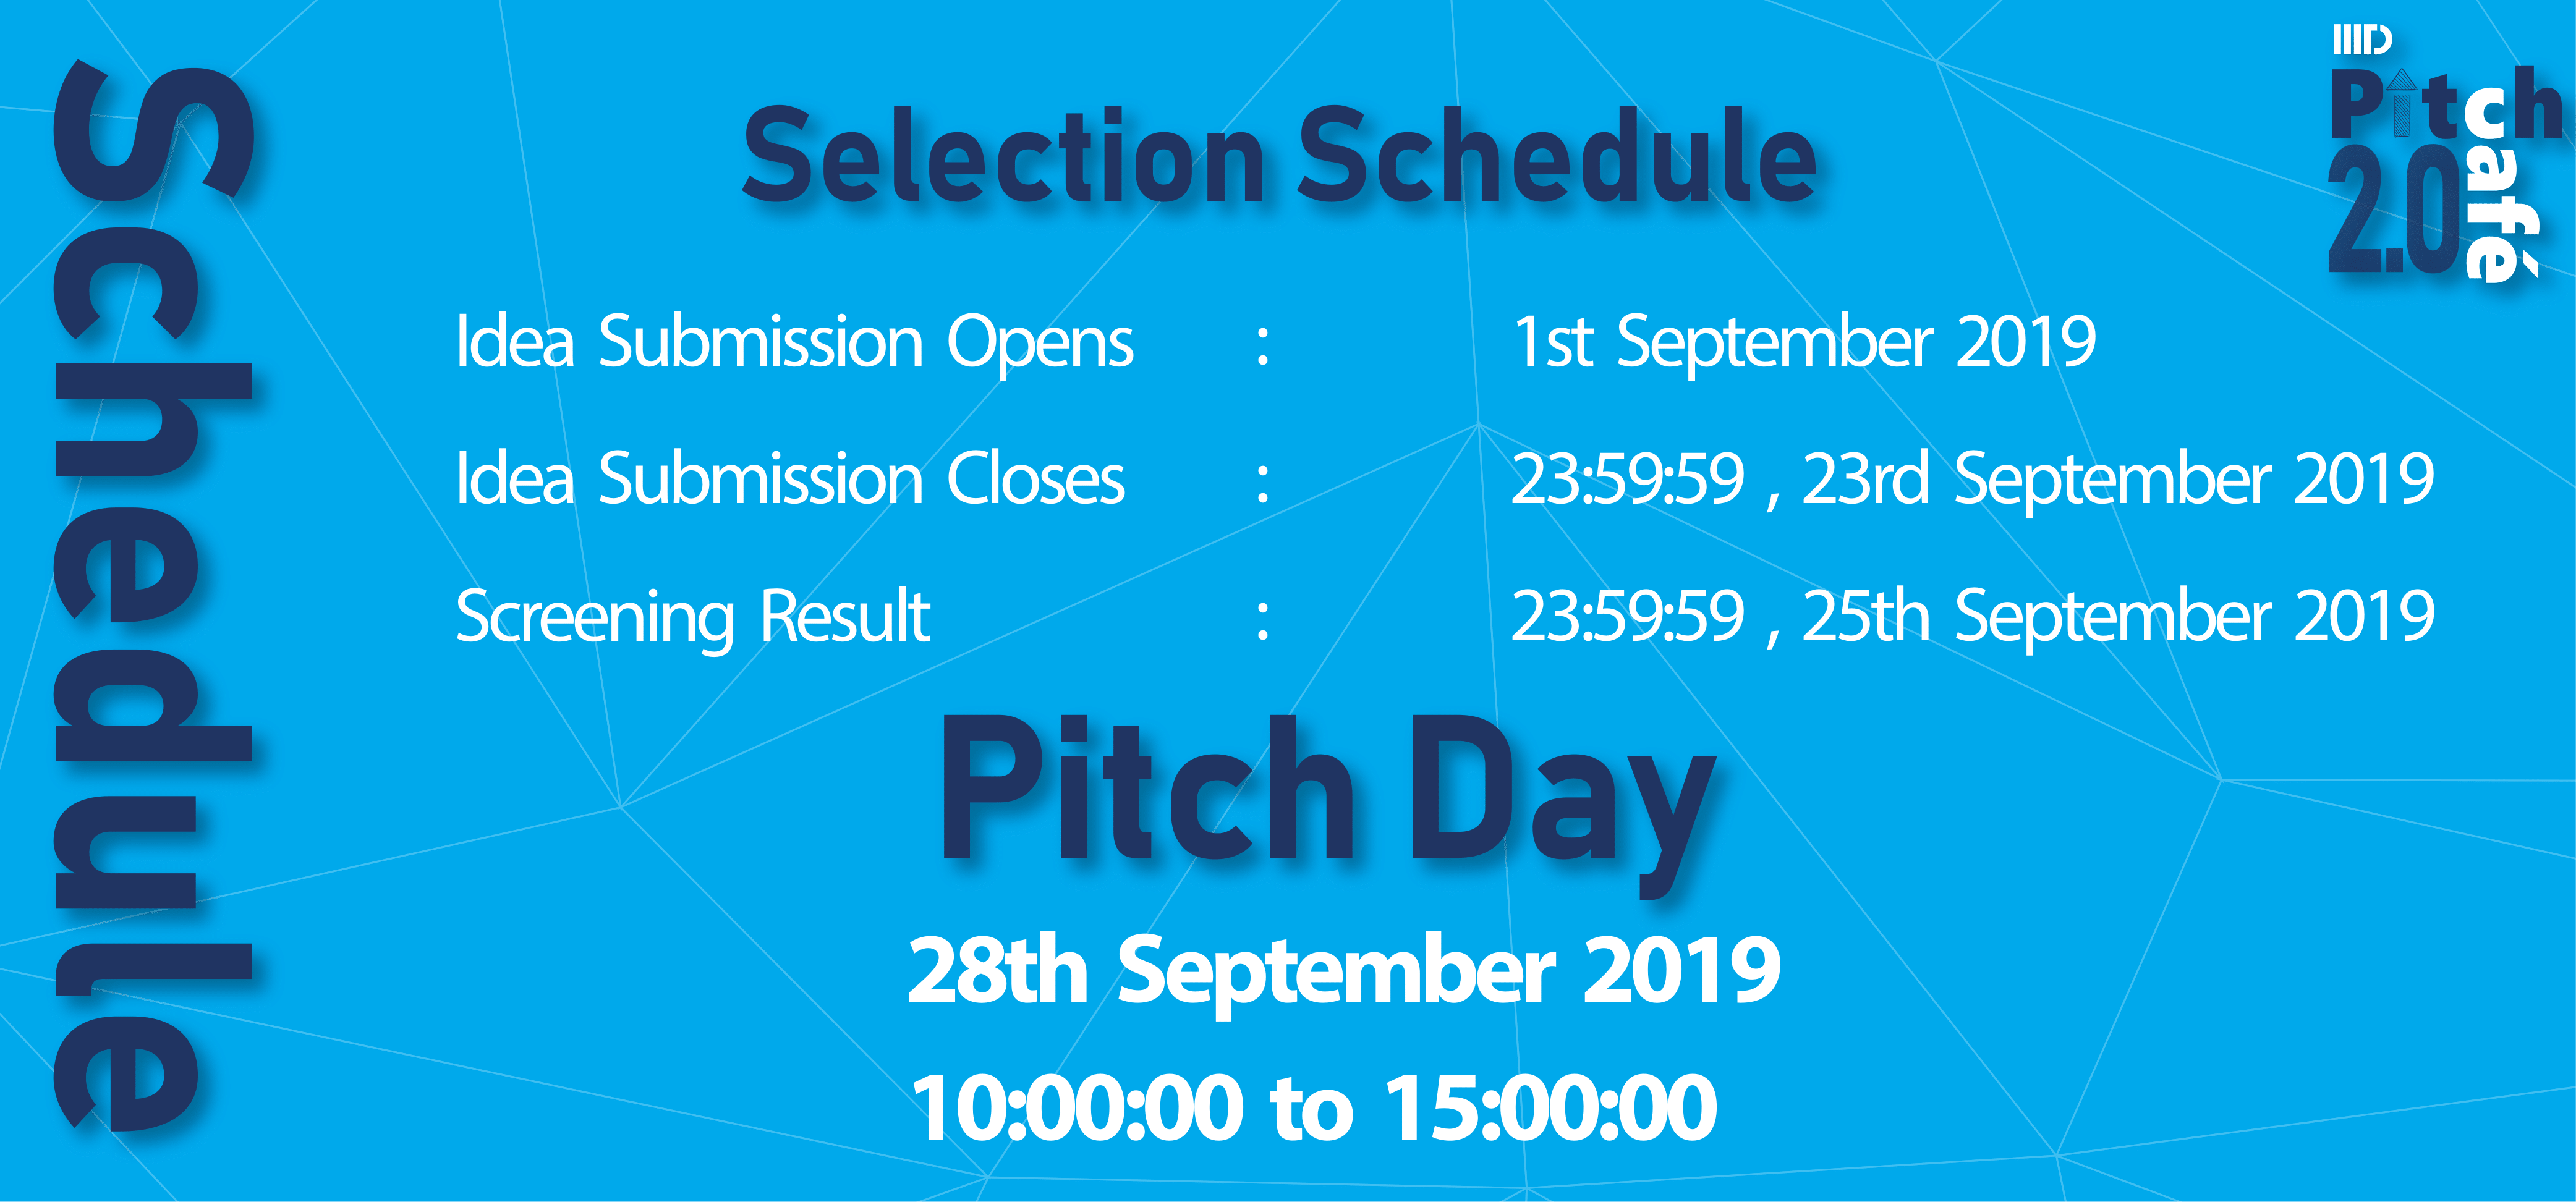 Schedule
Selection Schedule
Idea Submission Opens : 1st September 2019
Idea Submission Closes : 23:59:59 , 23rd September 2019
Screening Result : 23:59:59 , 25th September 2019
Pitch Day
28th September 2019
10:00:00 to 15:00:00
IIID
Pitch
café
2.0